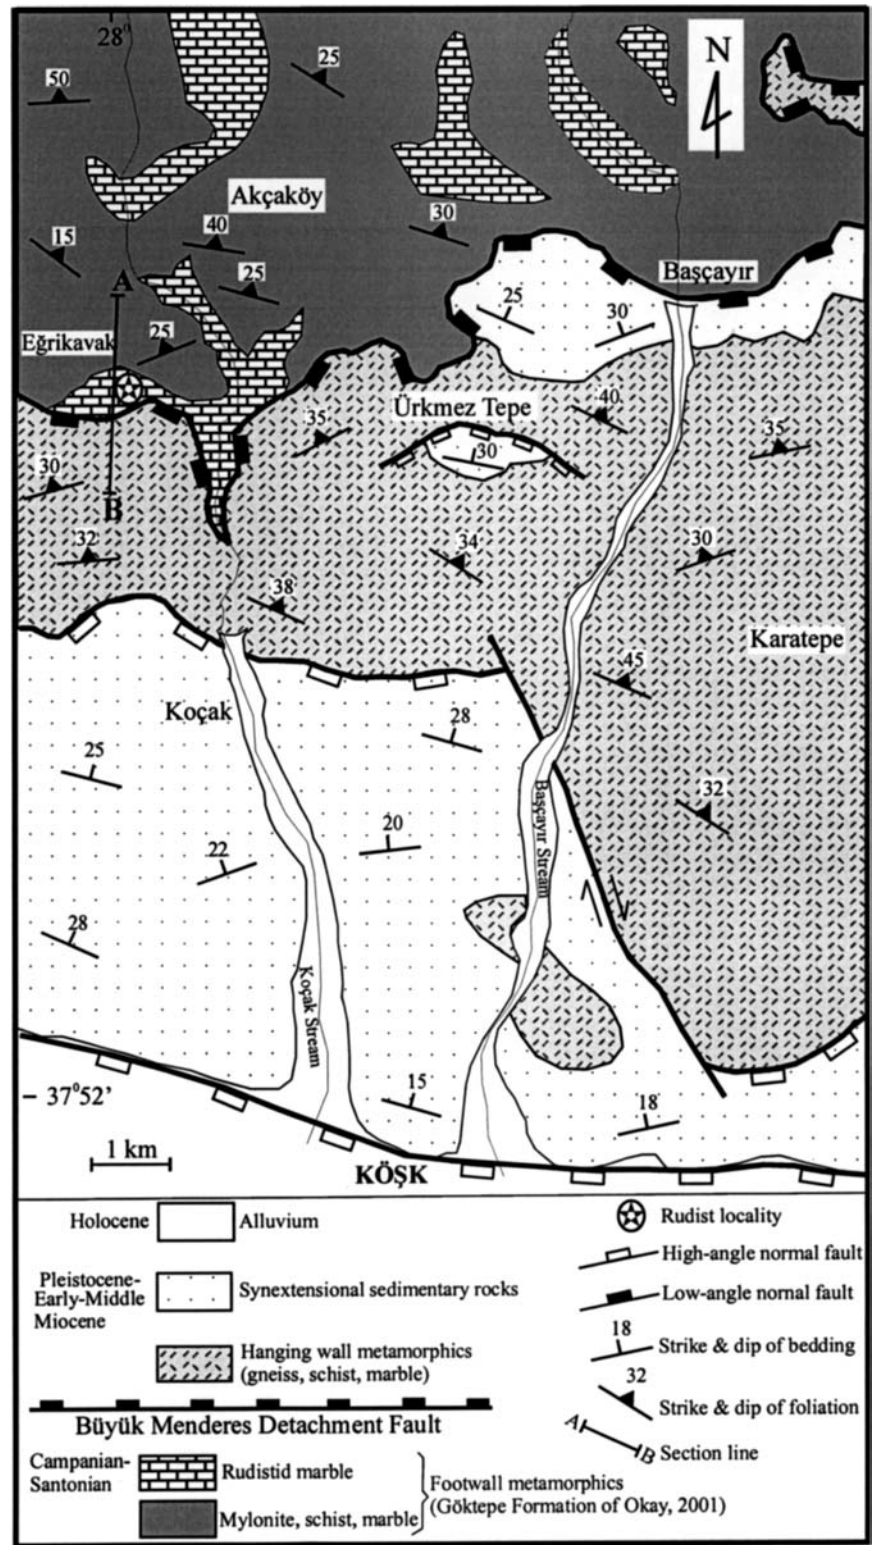 28⁰
N
50
25
Akçaköy
15
40
30
A
25
Başçayır
25
30
Eğrikavak
25
Ürkmez Tepe
40
35
35
30
30
B
32
34
30
38
Karatepe
45
Koçak
28
25
Başçayır Stream
32
20
22
28
Koçak Stream
37⁰52’
15
18
1 km
KÖŞK
Holocene
Alluvium
Rudist locality
High-angle normal fault
Pleistocene-
Early-Middle
Miocene
Synextensional sedimentary rocks
Low-angle nornal fault
18
Strike & dip of bedding
Hanging wall metamorphics
(gneiss, schist, marble)
32
Strike & dip of foliation
Büyük Menderes Detachment Fault
A
B
Section line
Campanian-
Santonian
Rudistid marble
Mylonite, schist, marble
Footwall metamorphics
(Göktepe Formation of Okay, 2001)